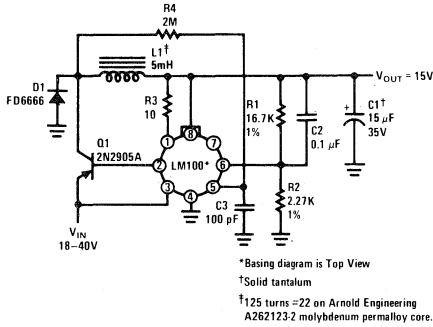 R4
2M
L1‡
5mH
D1
FD6666
R3
10
VOUT = 15V
R1
16.7K
1%
C2
0.1 μF
C1†
+
15 μF
35V
Q1
2N2905A
LM100*
1
2
3
4
5
6
7
8
R2
2.27K
1%
C3
100 pF
VIN
18–40V
*Basing diagram is Top View
†Solid tantalum
‡125 turns =22 on Arnold Engineering
A262123-2 molybdenum permalloy core.